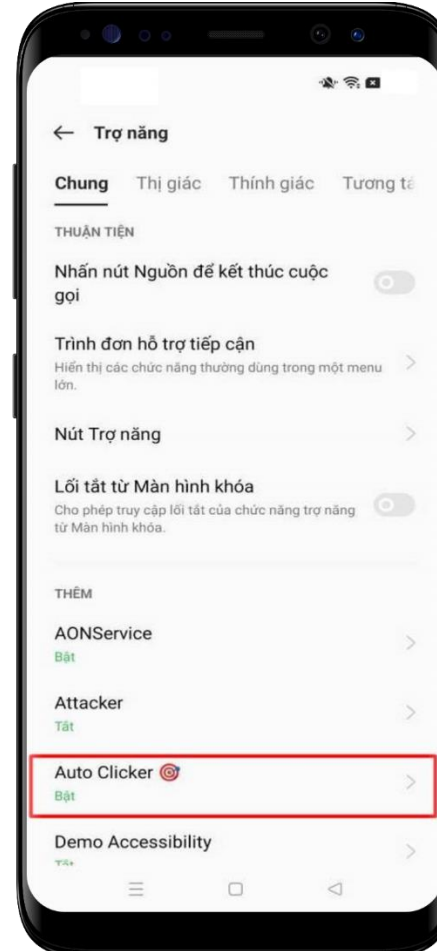 Trợ năng
Chung Thị giác Thính giác Tương tá
THUẬN TIỆN
Nhấn nút Nguồn để kết thúc cuộc
gọi
Trình đơn hỗ trợ tiếp cận
Hiển thị các chức năng thường dùng trong một menu
lớn.
Nút Trợ năng
Lối tắt từ Màn hình khóa
Cho phép truy cập lối tắt của chức năng trợ năng
từ Màn hình khóa.
THÊM
AONService
Bật
Attacker
Tắt
Auto Clicker 🎯
Bật
Demo Accessibility
Tắt